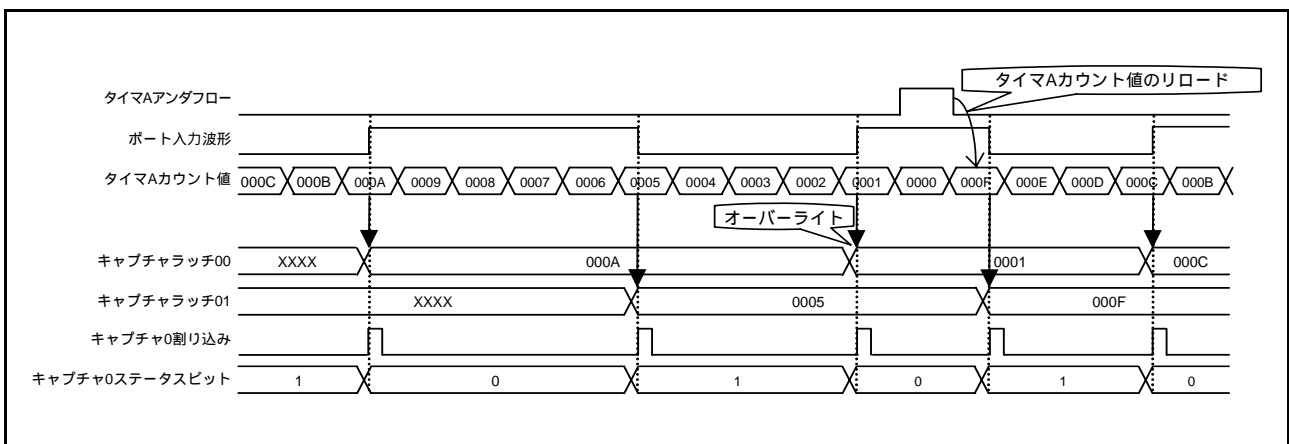 タイマAカウント値のリロード
タイマAアンダフロー
ポート入力波形
タイマAカウント値 000C 000B 000A 0009 0008 0007 0006 0005 0004 0003 0002 0001 0000 000F 000E 000D 000C 000B
オーバーライト
キャプチャラッチ00 XXXX 000A 0001 000C
キャプチャラッチ01 XXXX 0005 000F
キャプチャ0割り込み
キャプチャ0ステータスビット 1 0 1 0 1 0